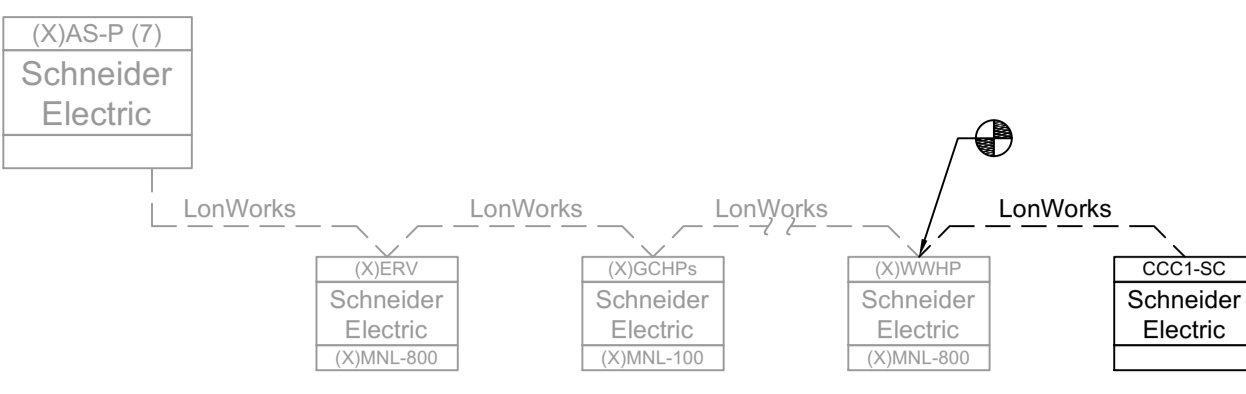 (X)AS-P (7)
Schneider
Electric
LonWorks
LonWorks
LonWorks
LonWorks
(X)ERV
Schneider
Electric
(X)MNL-800
(X)GCHPs
Schneider
Electric
(X)MNL-100
(X)WWHP
Schneider
Electric
(X)MNL-800
CCC1-SC
Schneider
Electric